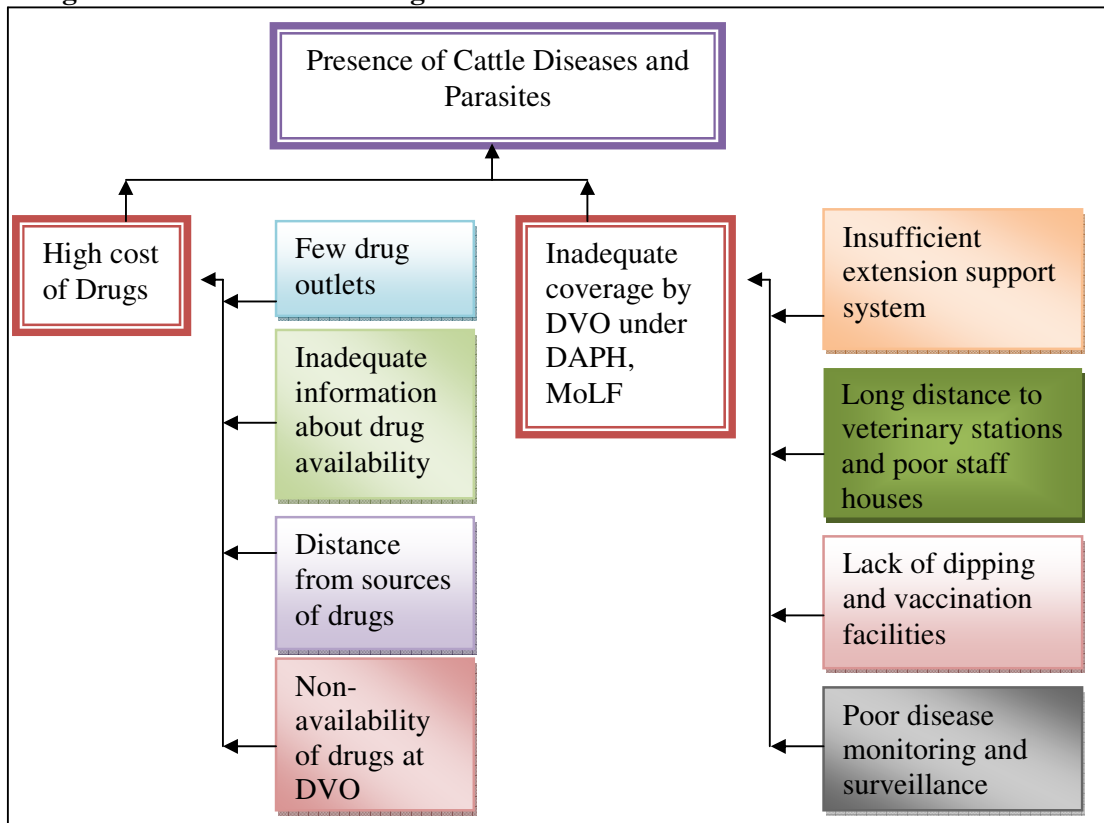 Presence of Cattle Diseases and
Parasites
High cost
of Drugs
Few drug
outlets
Inadequate
information
about drug
availability
Distance
from sources
of drugs
Non-
availability
of drugs at
DVO
Inadequate
coverage by
DVO under
DAPH,
MoLF
Insufficient
extension support
system
Long distance to
veterinary stations
and poor staff
houses
Lack of dipping
and vaccination
facilities
Poor disease
monitoring and
surveillance